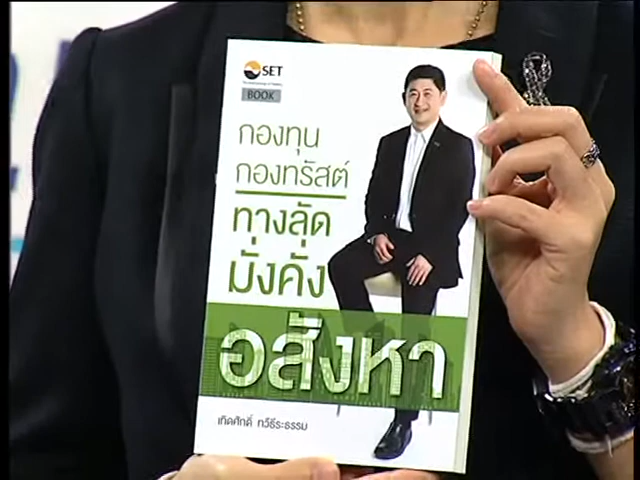 SET
BOOK
กองทุน
กองทรัสต์
ทางลัด
มั่งคั่ง
อสังหา
เทิดศักดิ์ ทวีธีระธรรม